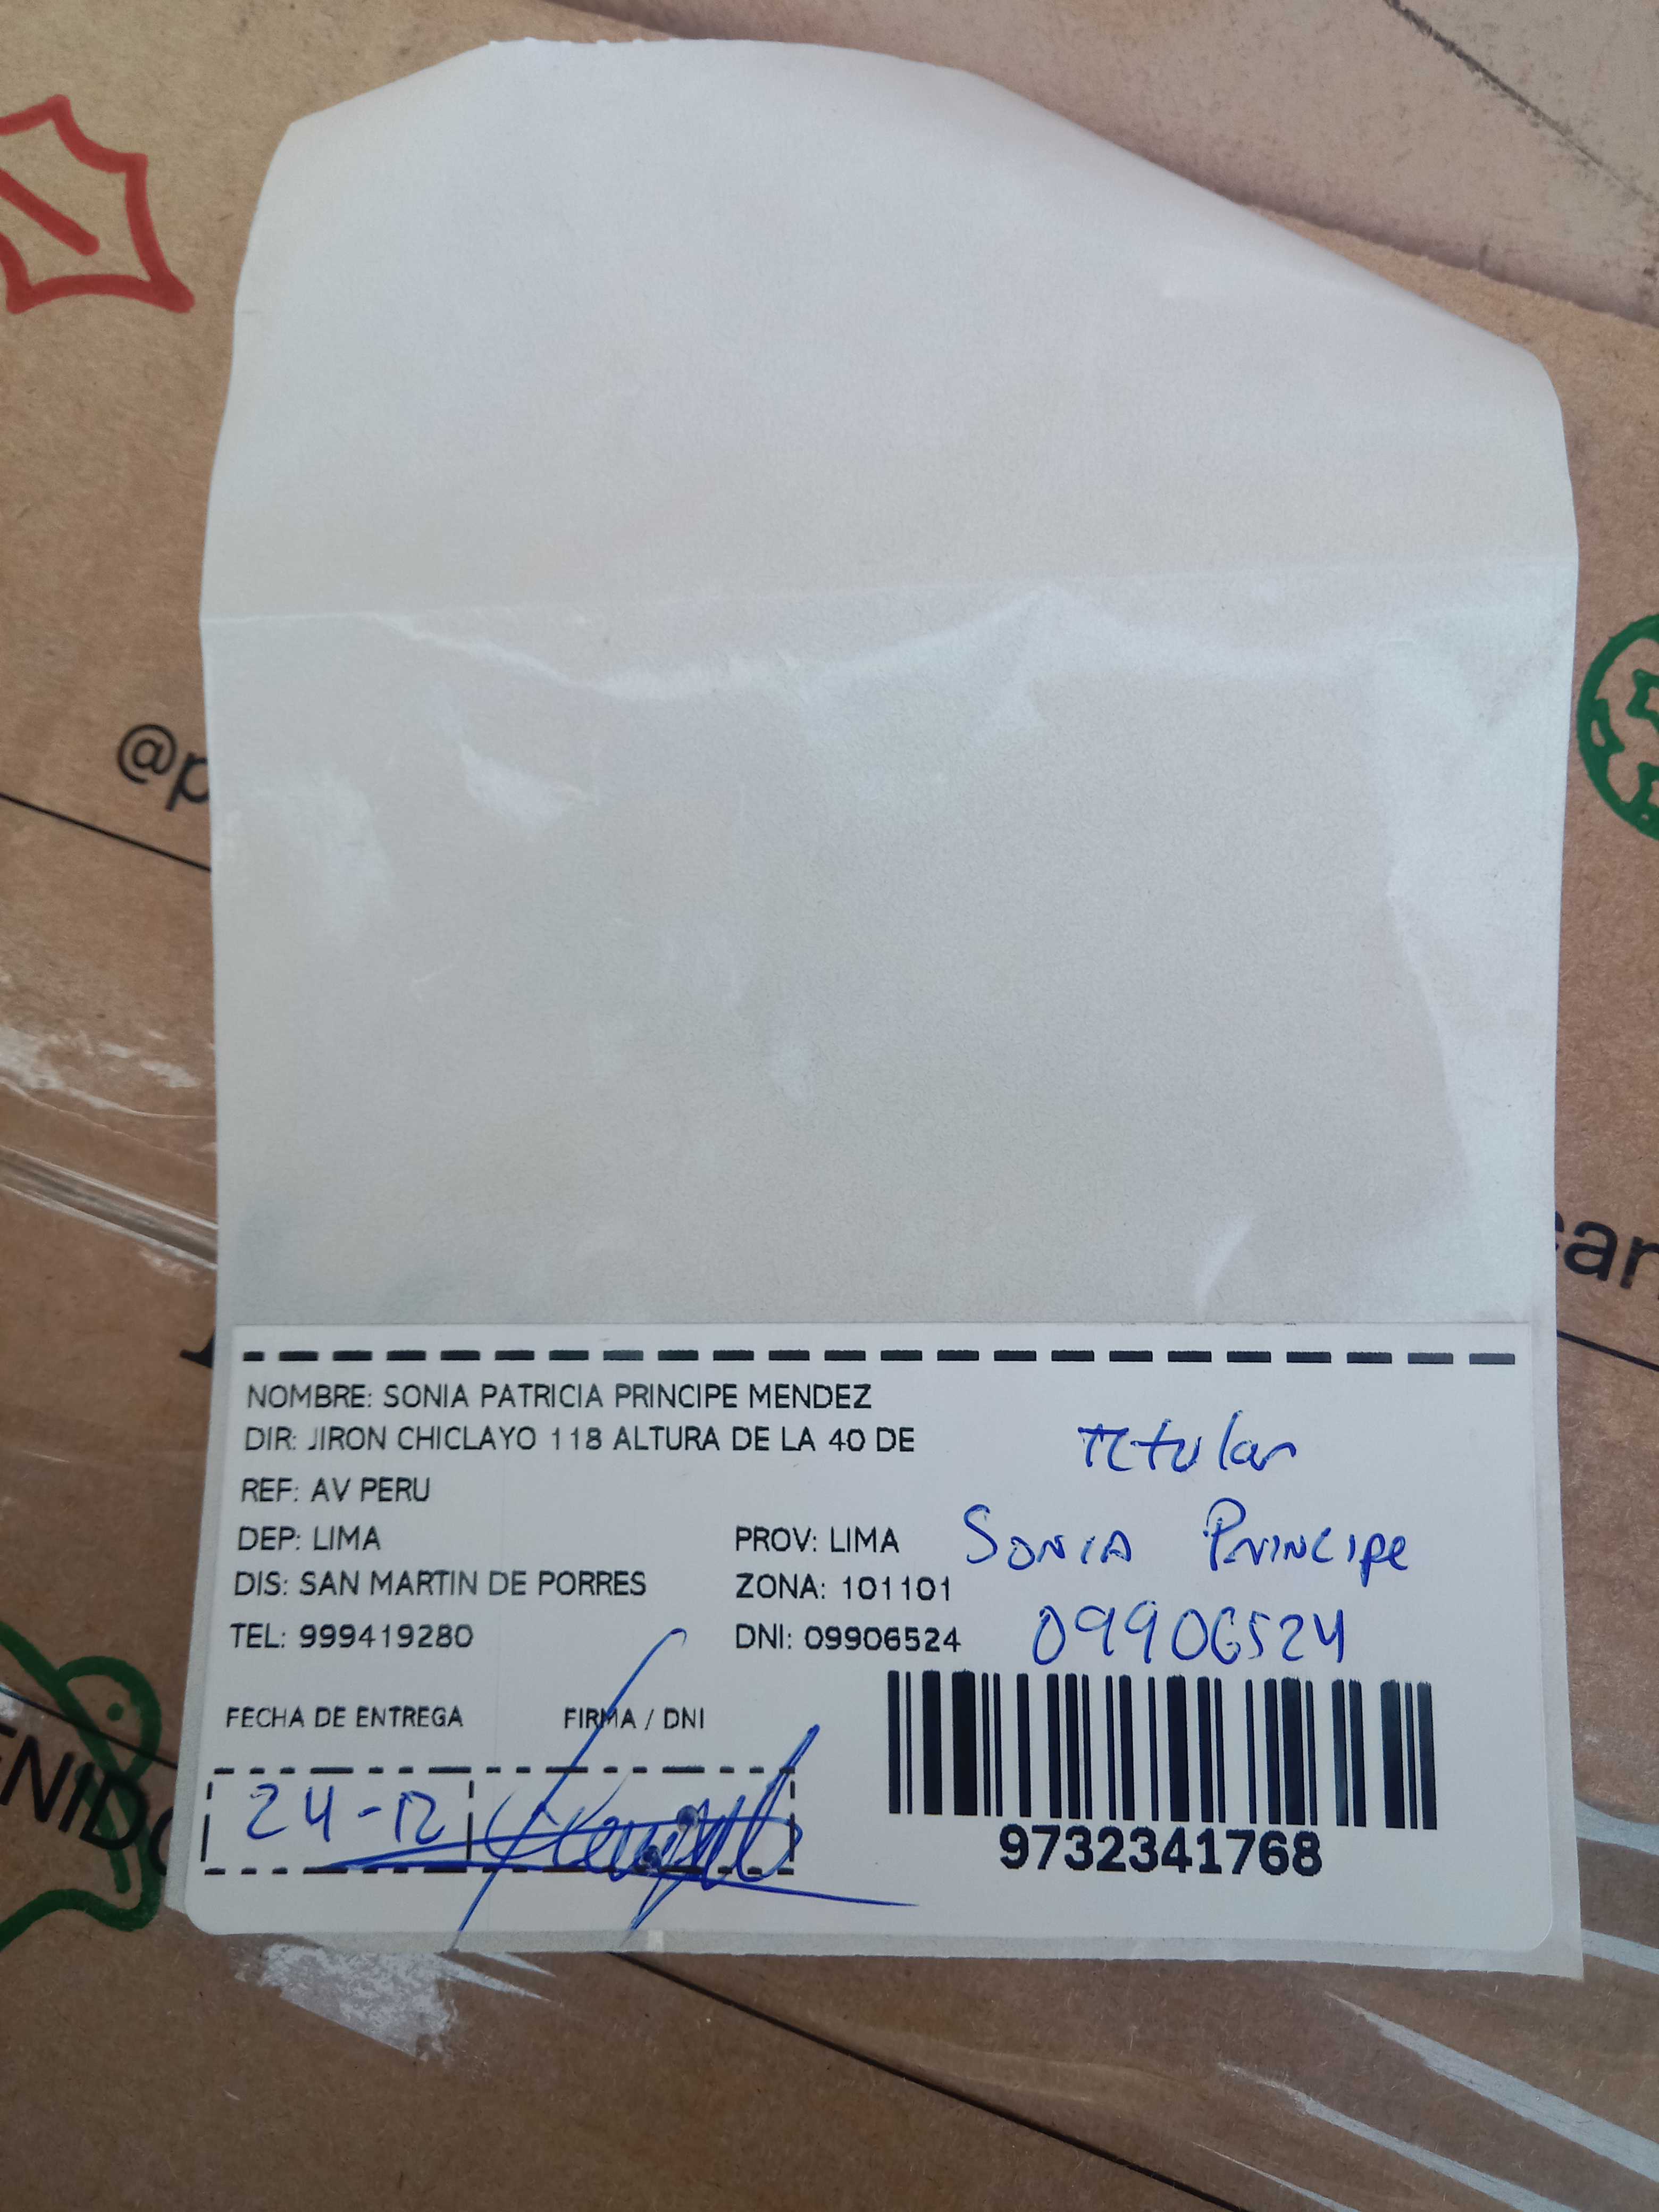 @p
ar
NOMBRE: SONIA PATRICIA PRINCIPE MENDEZ
DIR: JIRON CHICLAYO 118 ALTURA DE LA 40 DE
REF: AV PERU
DEP: LIMA PROV: LIMA
DIS: SAN MARTIN DE PORRES ZONA: 101101
TEL: 999419280 DNI: 09906524
Titular
Sonia Principe
09906524
FECHA DE ENTREGA FIRMA / DNI
24-12
9732341768
ENIDO